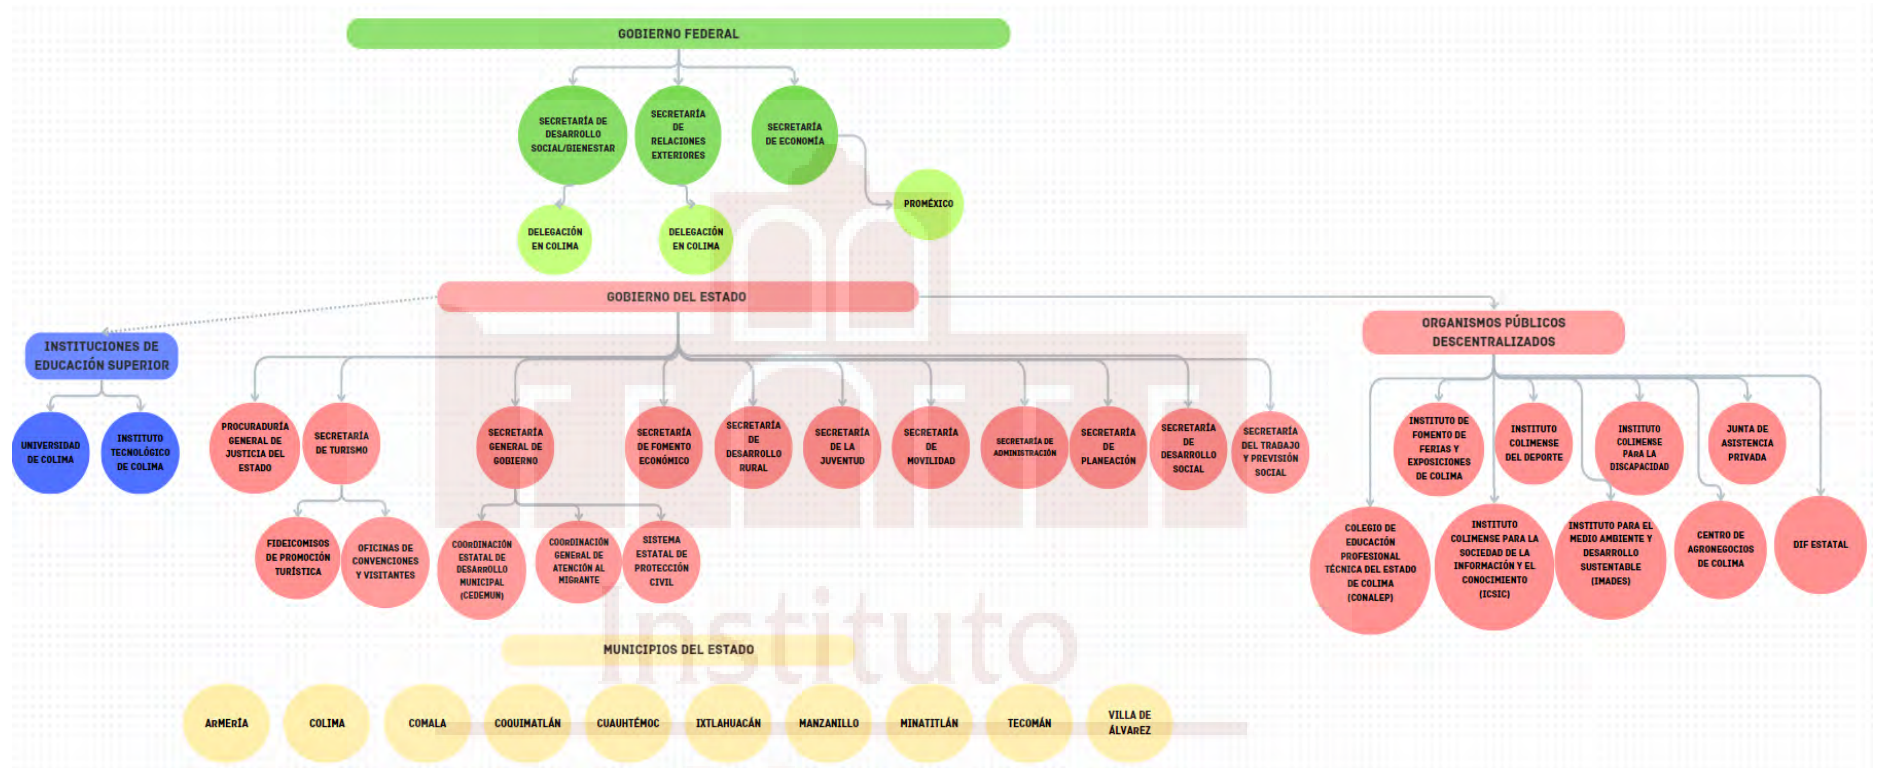 GOBIERNO FEDERAL
SECRETARÍA DE
DESARROLLO
SOCIAL/BIENESTAR
SECRETARÍA
DE
RELACIONES
EXTERIORES
SECRETARÍA
DE ECONOMÍA
DELEGACIÓN
EN COLIMA
DELEGACIÓN
EN COLIMA
PROMÉXICO
GOBIERNO DEL ESTADO
INSTITUCIONES DE
EDUCACIÓN SUPERIOR
UNIVERSIDAD
DE COLIMA
INSTITUTO
TECNOLÓGICO
DE COLIMA
PROCURADURÍA
GENERAL DE
JUSTICIA DEL
ESTADO
SECRETARÍA
DE TURISMO
SECRETARÍA
GENERAL DE
GOBIERNO
SECRETARÍA
DE FOMENTO
ECONÓMICO
SECRETARÍA
DE
DESARROLLO
RURAL
SECRETARÍA
DE LA
JUVENTUD
SECRETARÍA
DE
MOVILIDAD
SECRETARÍA DE
ADMINISTRACIÓN
SECRETARÍA
DE
PLANEACIÓN
SECRETARÍA
DE
DESARROLLO
SOCIAL
SECRETARÍA
DEL TRABAJO
Y PREVISIÓN
SOCIAL
FIDEICOMISOS
DE PROMOCIÓN
TURÍSTICA
OFICINAS DE
CONVENCIONES
Y VISITANTES
COORDINACIÓN
ESTATAL DE
DESARROLLO
MUNICIPAL
(CEDEMUN)
COORDINACIÓN
GENERAL DE
ATENCIÓN AL
MIGRANTE
SISTEMA
ESTATAL DE
PROTECCIÓN
CIVIL
ORGANISMOS PÚBLICOS
DESCENTRALIZADOS
INSTITUTO DE
FOMENTO DE
FERIAS Y
EXPOSICIONES
DE COLIMA
INSTITUTO
COLIMENSE
DEL DEPORTE
INSTITUTO
COLIMENSE
PARA LA
DISCAPACIDAD
JUNTA DE
ASISTENCIA
PRIVADA
COLEGIO DE
EDUCACIÓN
PROFESIONAL
TÉCNICA DEL ESTADO
DE COLIMA
(CONALEP)
INSTITUTO
COLIMENSE PARA LA
SOCIEDAD DE LA
INFORMACIÓN Y EL
CONOCIMIENTO
(ICSIC)
INSTITUTO PARA EL
MEDIO AMBIENTE Y
DESARROLLO
SUSTENTABLE
(IMADES)
CENTRO DE
AGRONEGOCIOS
DE COLIMA
DIF ESTATAL
Instituto
MUNICIPIOS DEL ESTADO
ARMERÍA
COLIMA
COMALA
COQUIMATLÁN
CUAUHTÉMOC
IXTLAHUACÁN
MANZANILLO
MINATITLÁN
TECOMÁN
VILLA DE
ÁLVAREZ